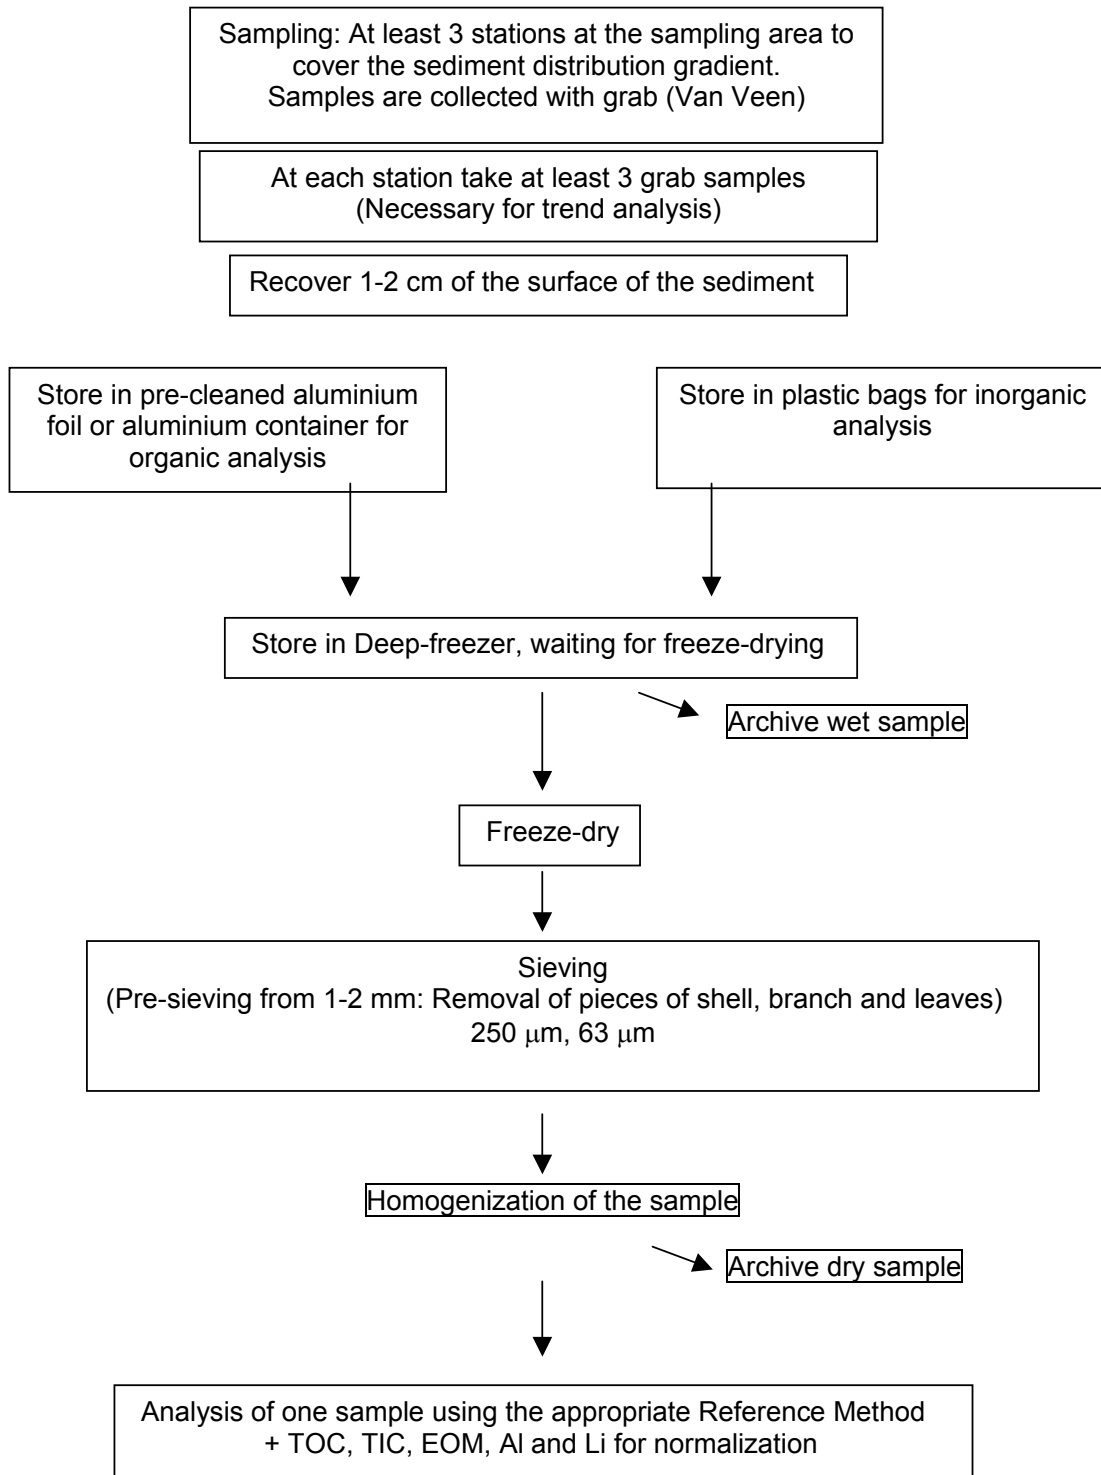 Sampling: At least 3 stations at the sampling area to
cover the sediment distribution gradient.
Samples are collected with grab (Van Veen)
At each station take at least 3 grab samples
(Necessary for trend analysis)
Recover 1-2 cm of the surface of the sediment
Store in pre-cleaned aluminium
foil or aluminium container for
organic analysis
Store in plastic bags for inorganic
analysis
Store in Deep-freezer, waiting for freeze-drying
Archive wet sample
Freeze-dry
Sieving
(Pre-sieving from 1-2 mm: Removal of pieces of shell, branch and leaves)
250 μm, 63 μm
Homogenization of the sample
Archive dry sample
Analysis of one sample using the appropriate Reference Method
+ TOC, TIC, EOM, Al and Li for normalization